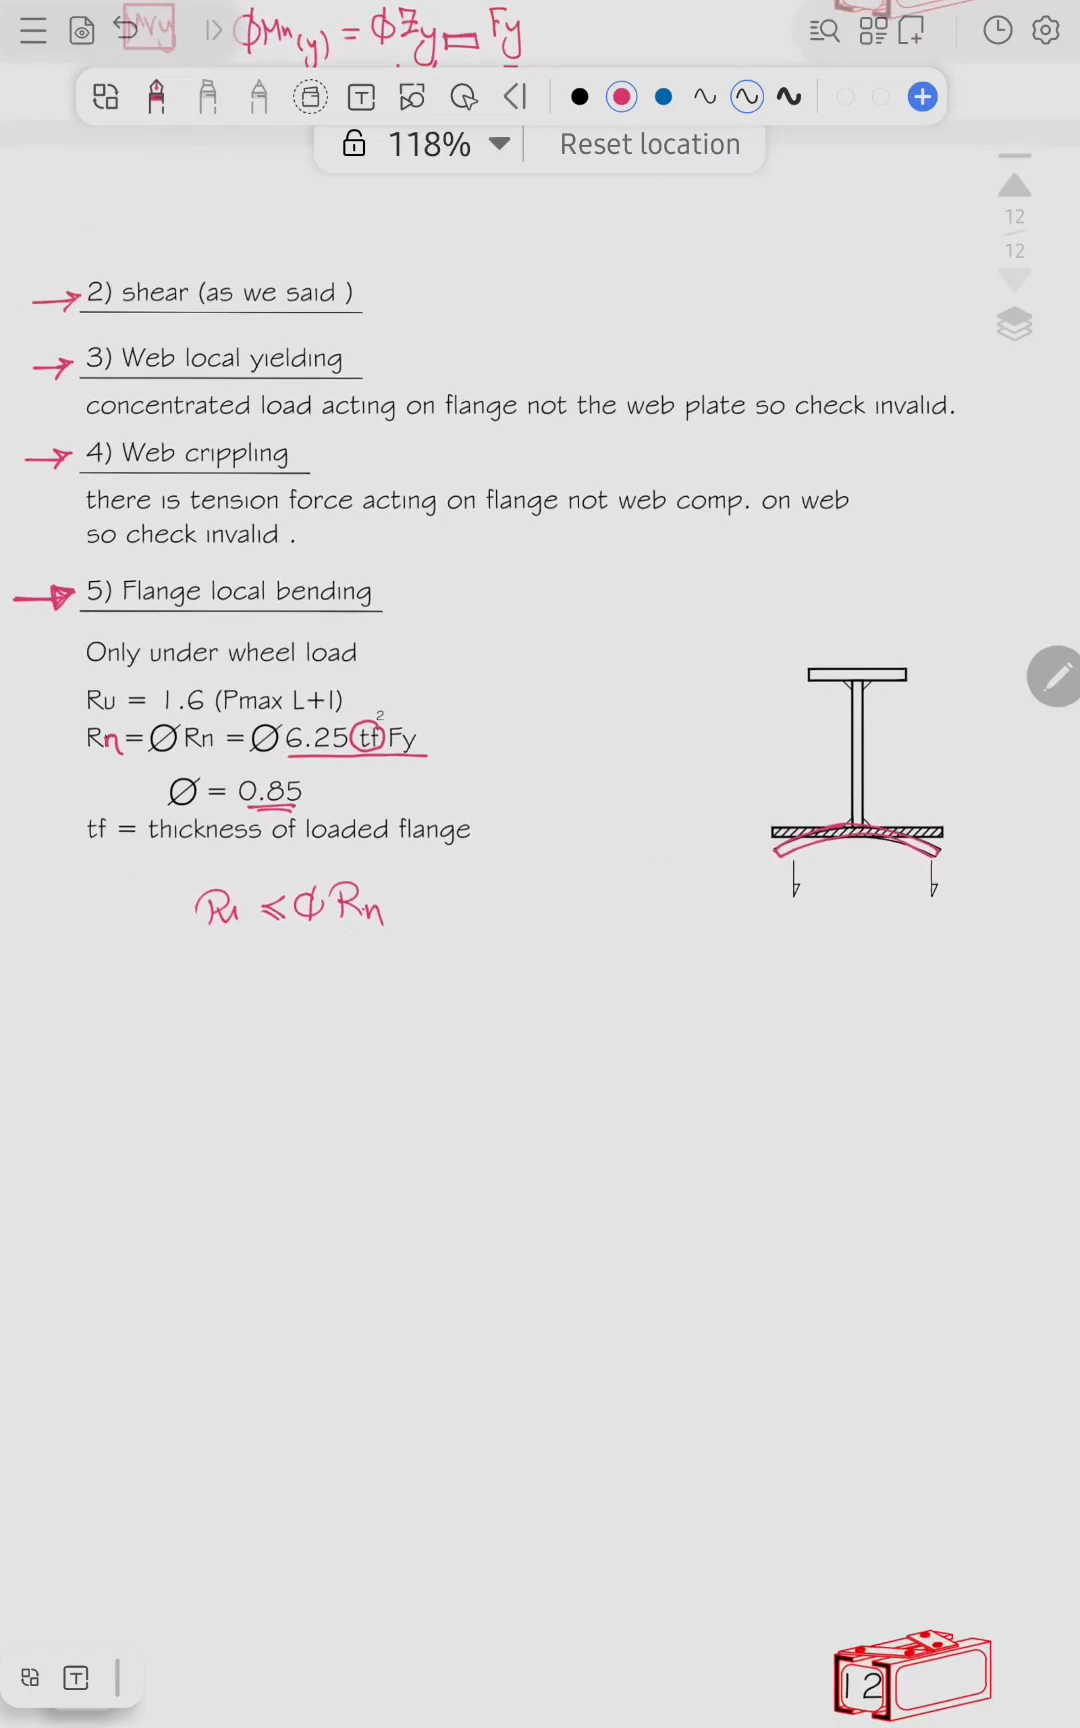 My
ΦMn(y) = ΦZy Fy
118%
Reset location
12
12
2) shear (as we said )
3) Web local yielding
concentrated load acting on flange not the web plate so check invalid.
4) Web crippling
there is tension force acting on flange not web comp. on web
so check invalid .
5) Flange local bending
Only under wheel load
Ru = 1.6 (Pmax L+I)
Rn = ∅ Rn = ∅ 6.25 tf² Fy
∅ = 0.85
tf = thickness of loaded flange
Ru ≤ ΦRn
12